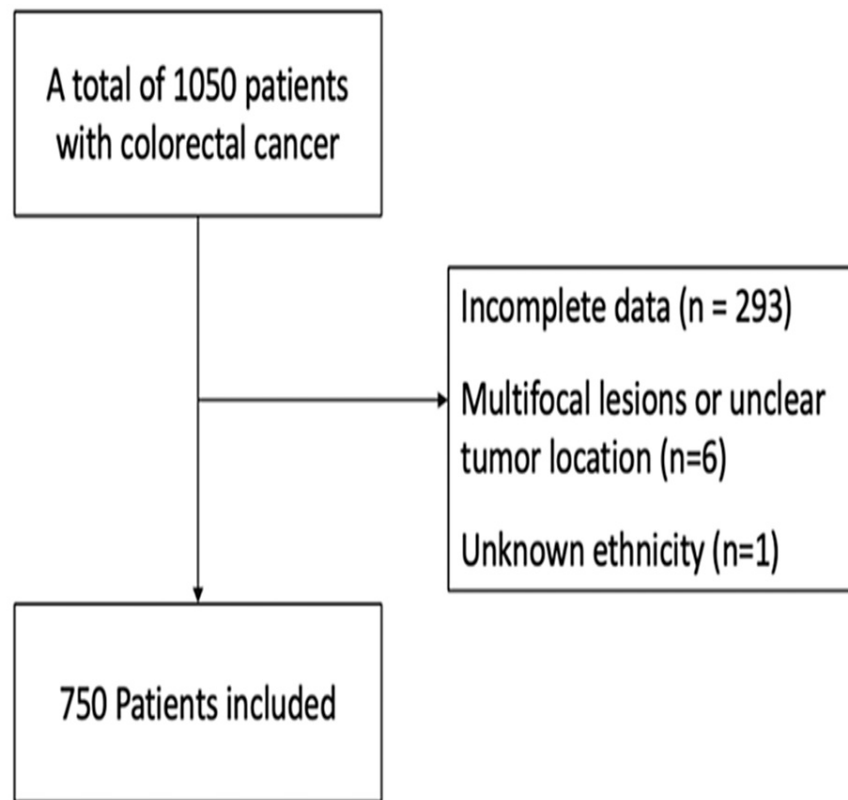 A total of 1050 patients
with colorectal cancer
Incomplete data (n = 293)
Multifocal lesions or unclear
tumor location (n=6)
Unknown ethnicity (n=1)
750 Patients included